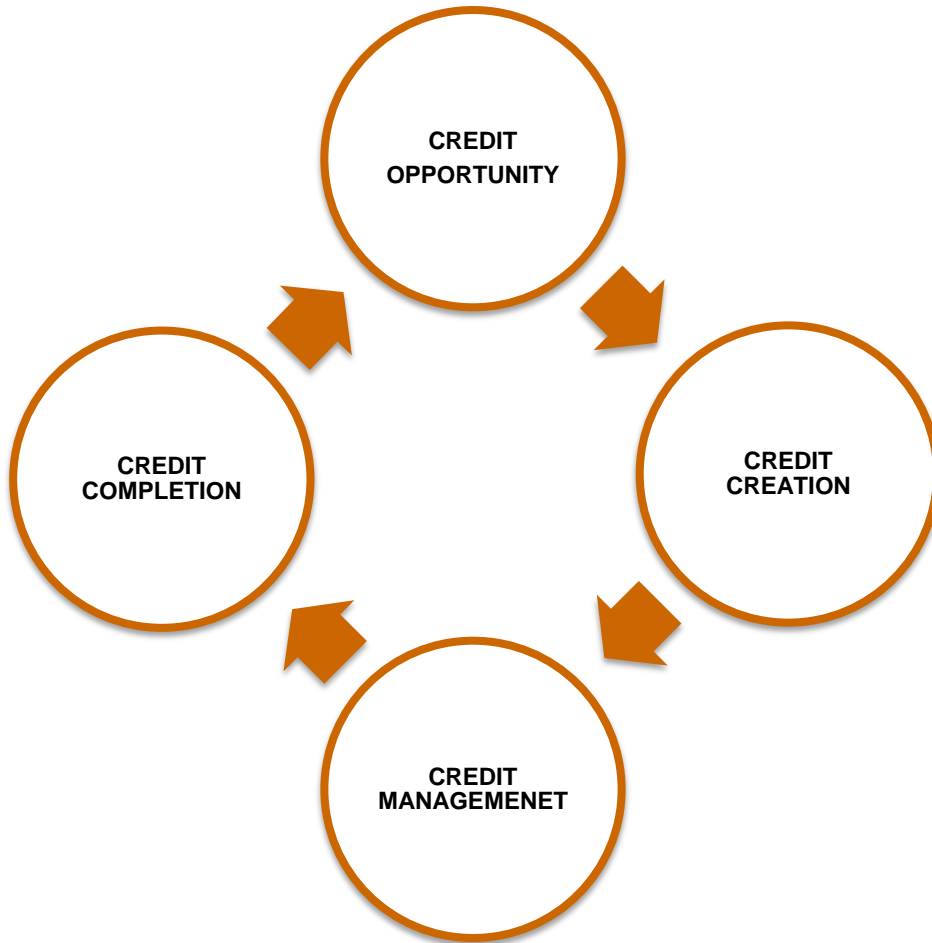 CREDIT
OPPORTUNITY
CREDIT
CREATION
CREDIT
MANAGEMENET
CREDIT
COMPLETION